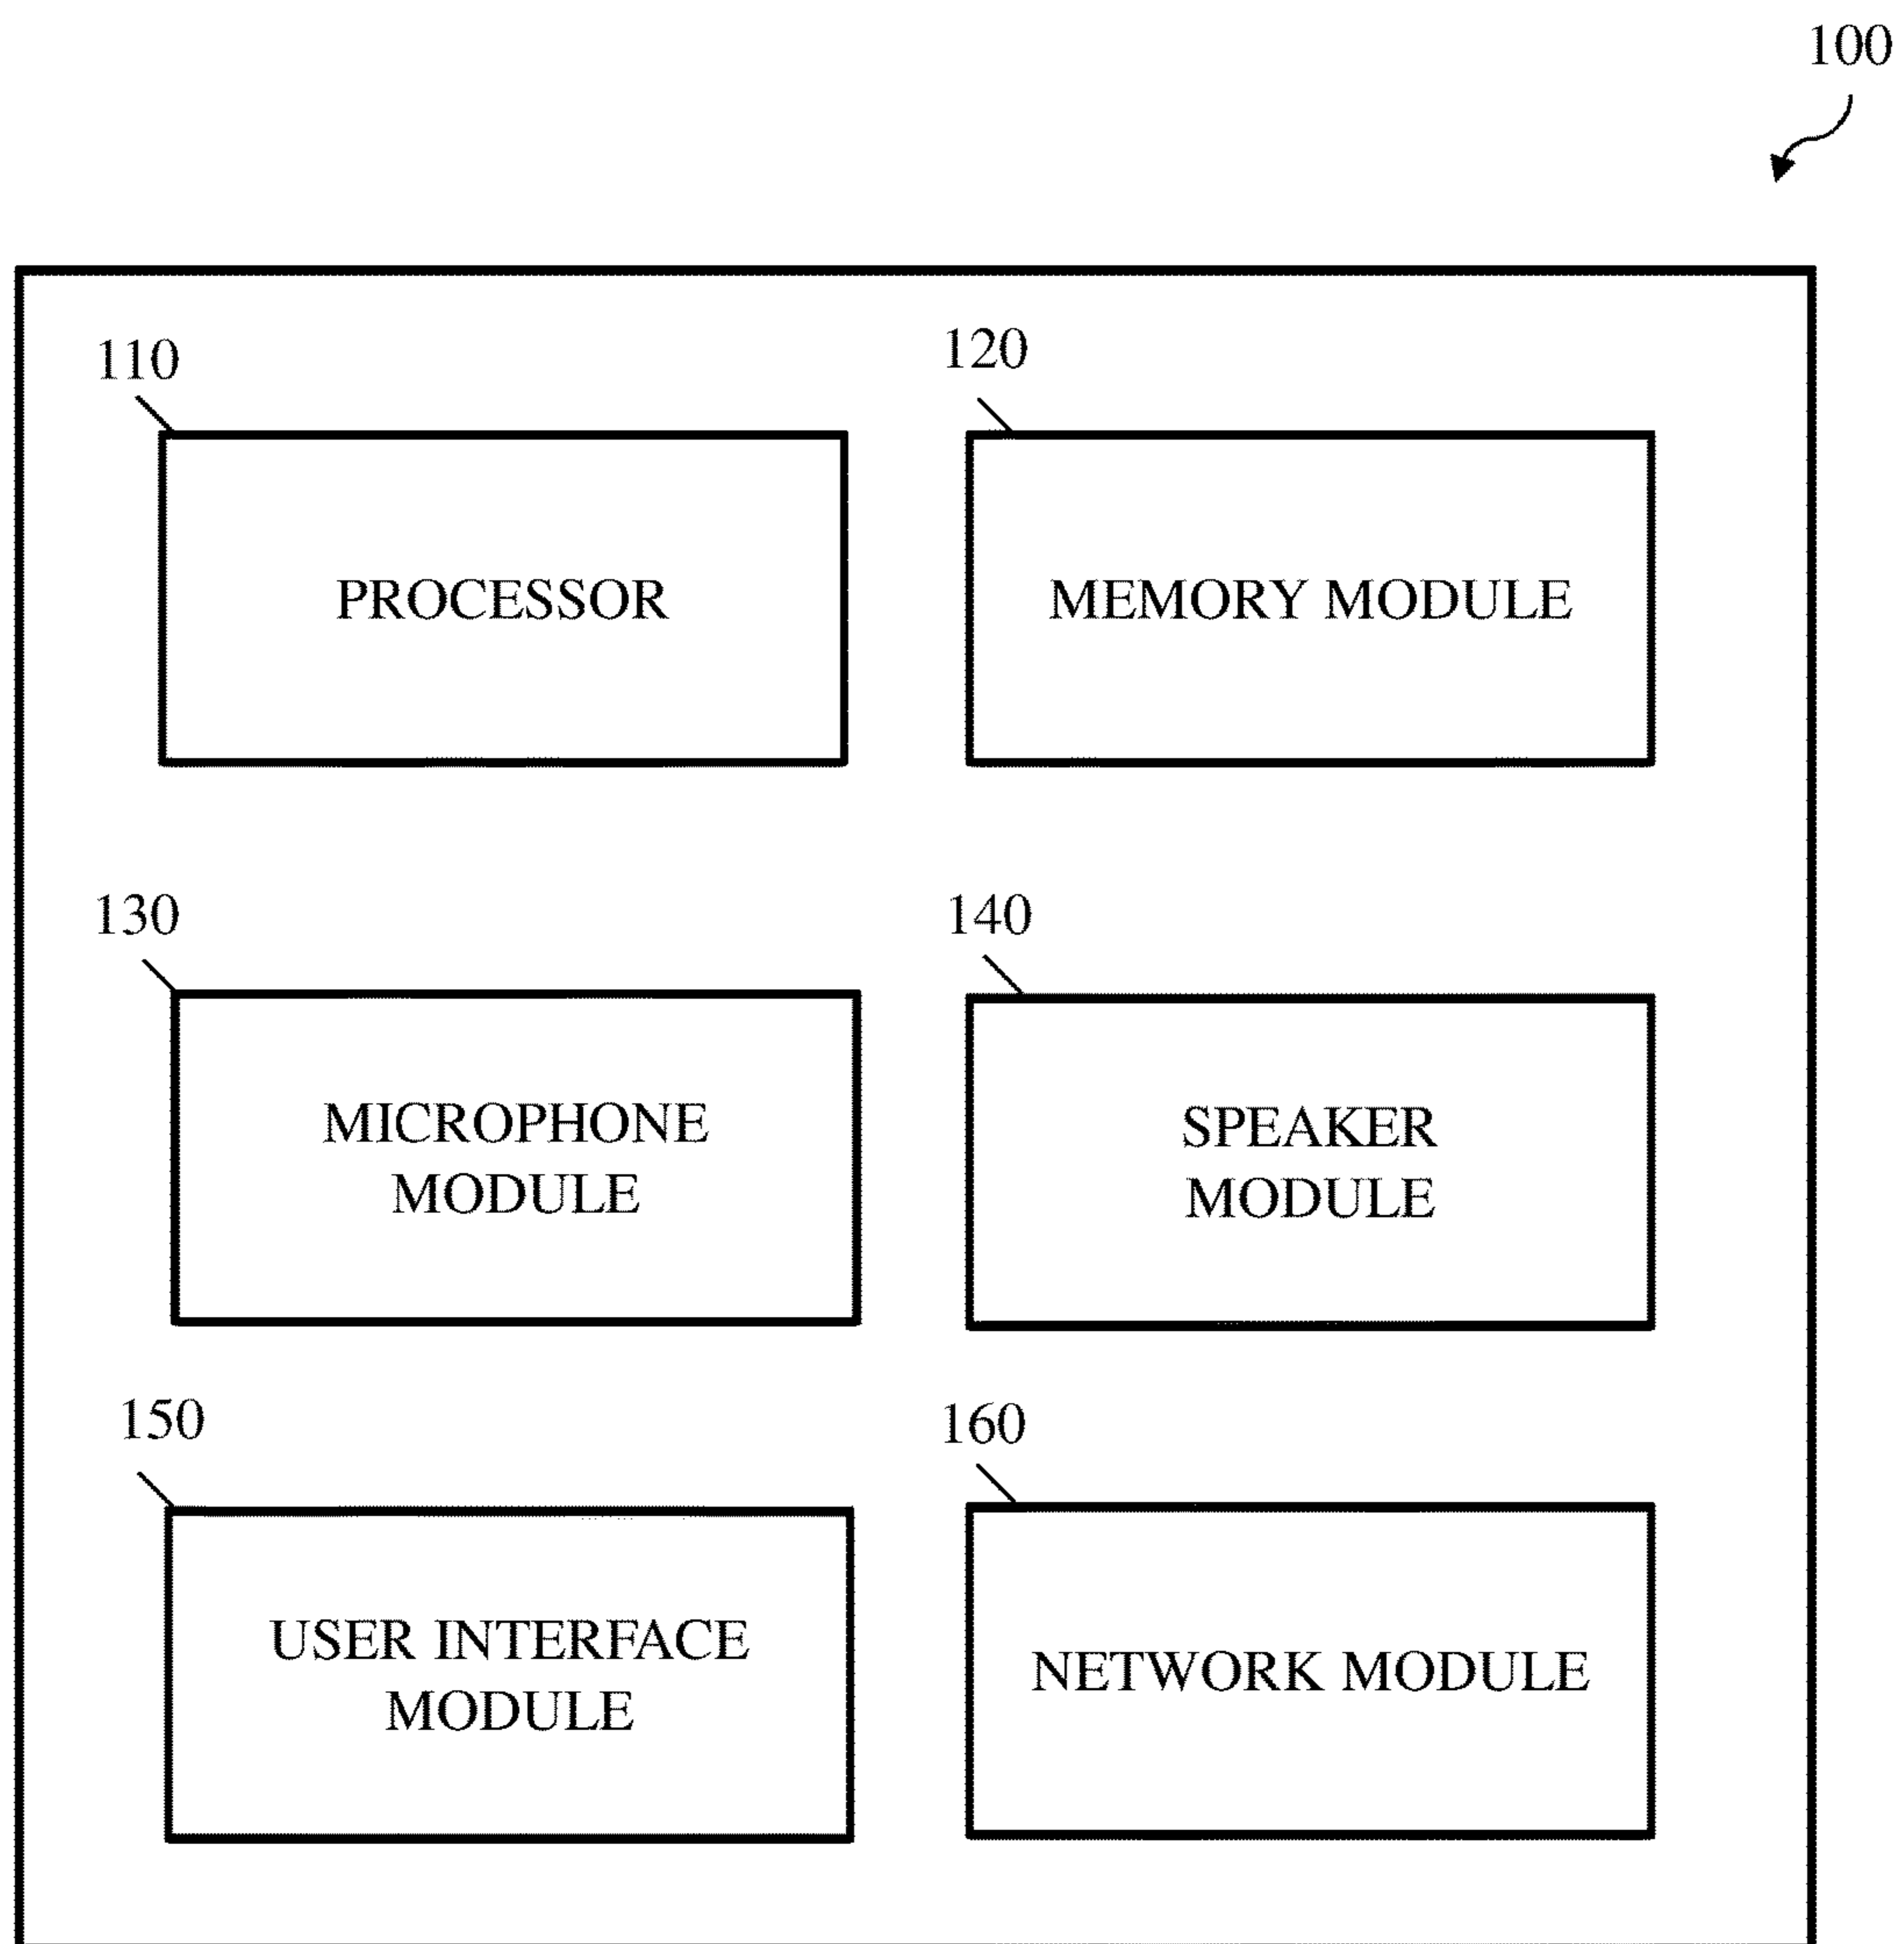 100
110
120
PROCESSOR
MEMORY MODULE
130
140
MICROPHONE
MODULE
SPEAKER
MODULE
150
160
USER INTERFACE
MODULE
NETWORK MODULE